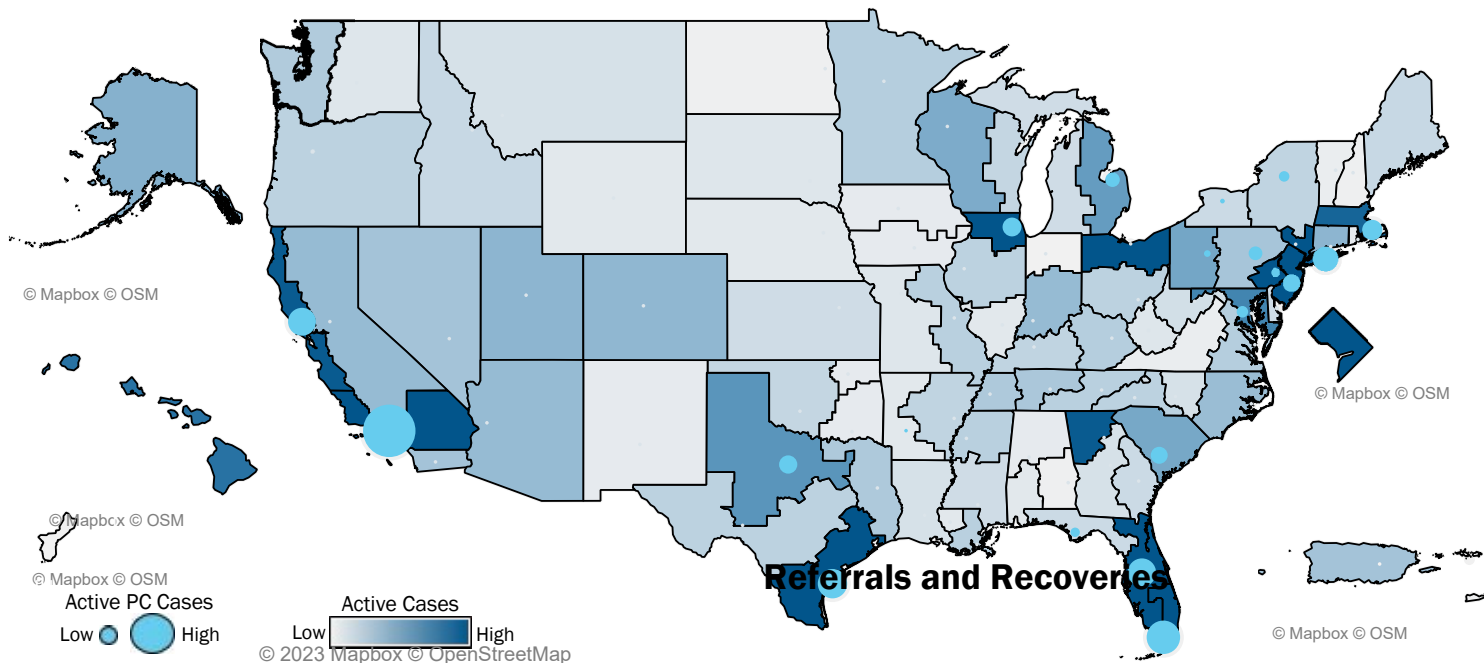 © Mapbox © OSM
© Mapbox © OSM
© Mapbox © OSM
© Mapbox © OSM
Referrals and Recoveries
© Mapbox © OSM
Active PC Cases
Low High
Active Cases
Low High
© 2023 Mapbox © OpenStreetMap